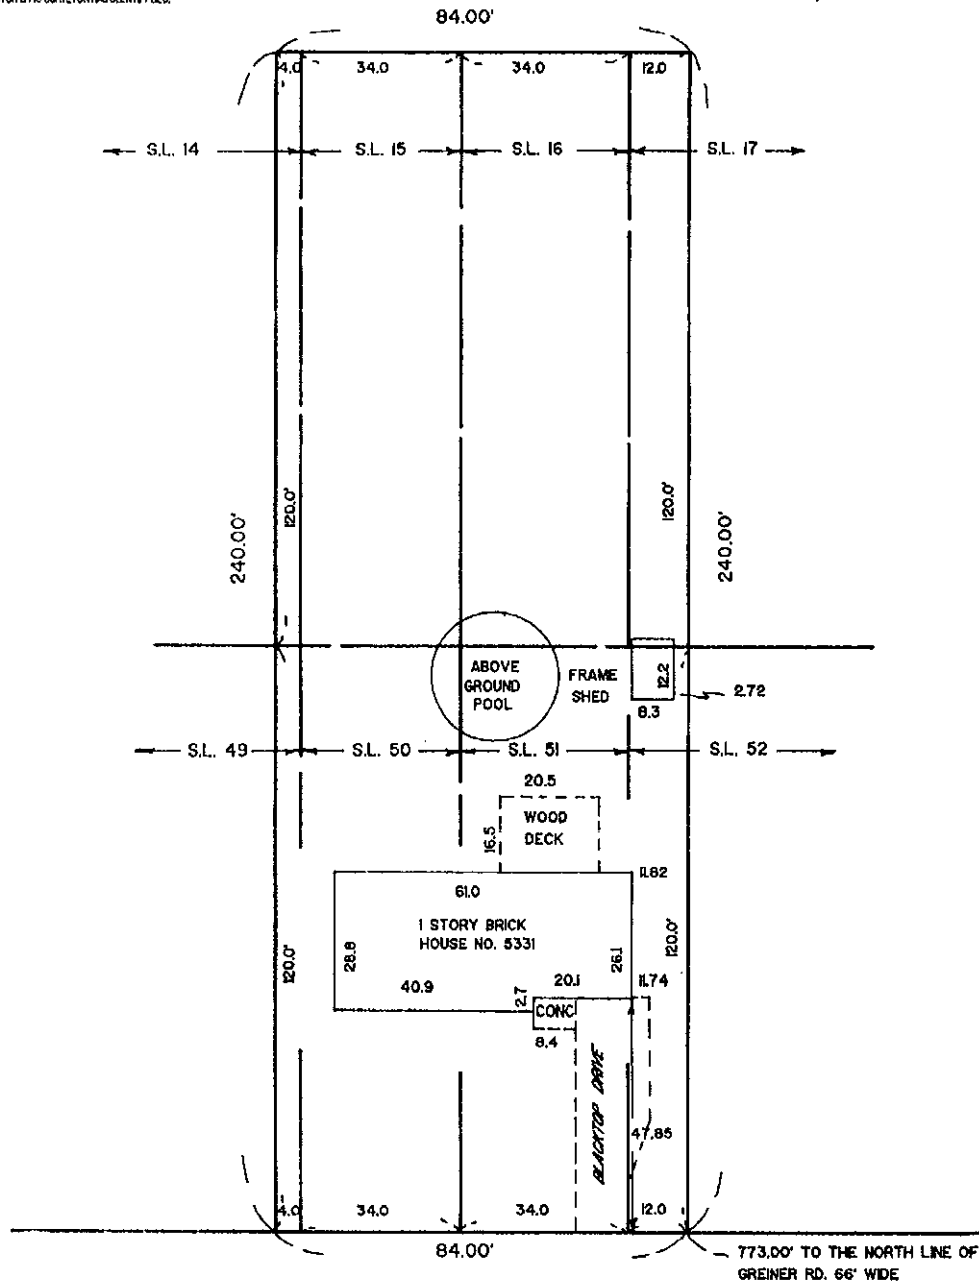 84.00'
4.0 34.0 34.0 12.0
S.L. 14 S.L. 15 S.L. 16 S.L. 17
120.0'
120.0'
240.00'
240.00'
ABOVE
GROUND
POOL
FRAME
SHED
12.2
8.3
2.72
S.L. 49 S.L. 50 S.L. 51 S.L. 52
20.5
WOOD
DECK
16.5
11.82
61.0
1 STORY BRICK
HOUSE NO. 5331
28.8
26.1
120.0'
120.0'
40.9
2.7
20.1
11.74
CONC
8.4
BLACKTOP DRIVE
47.85
4.0 34.0 34.0 12.0
84.00'
773.00' TO THE NORTH LINE OF
GREINER RD. 66' WIDE